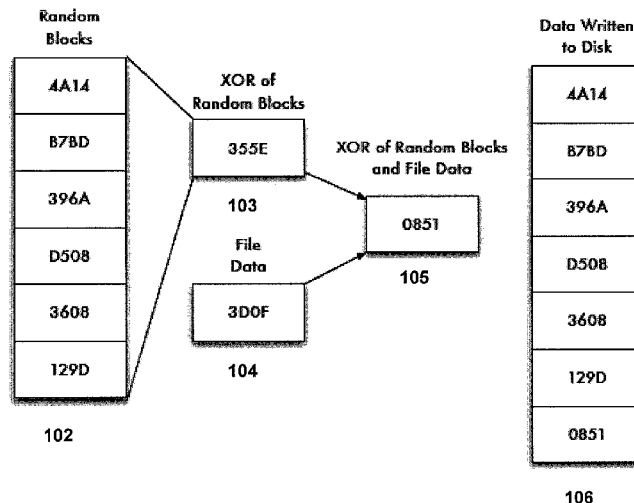 Random
Blocks
4A14
B7BD
396A
D508
3608
129D
102
XOR of
Random Blocks
355E
103
File
Data
3D0F
104
XOR of Random Blocks
and File Data
0851
105
Data Written
to Disk
4A14
B7BD
396A
D508
3608
129D
0851
106